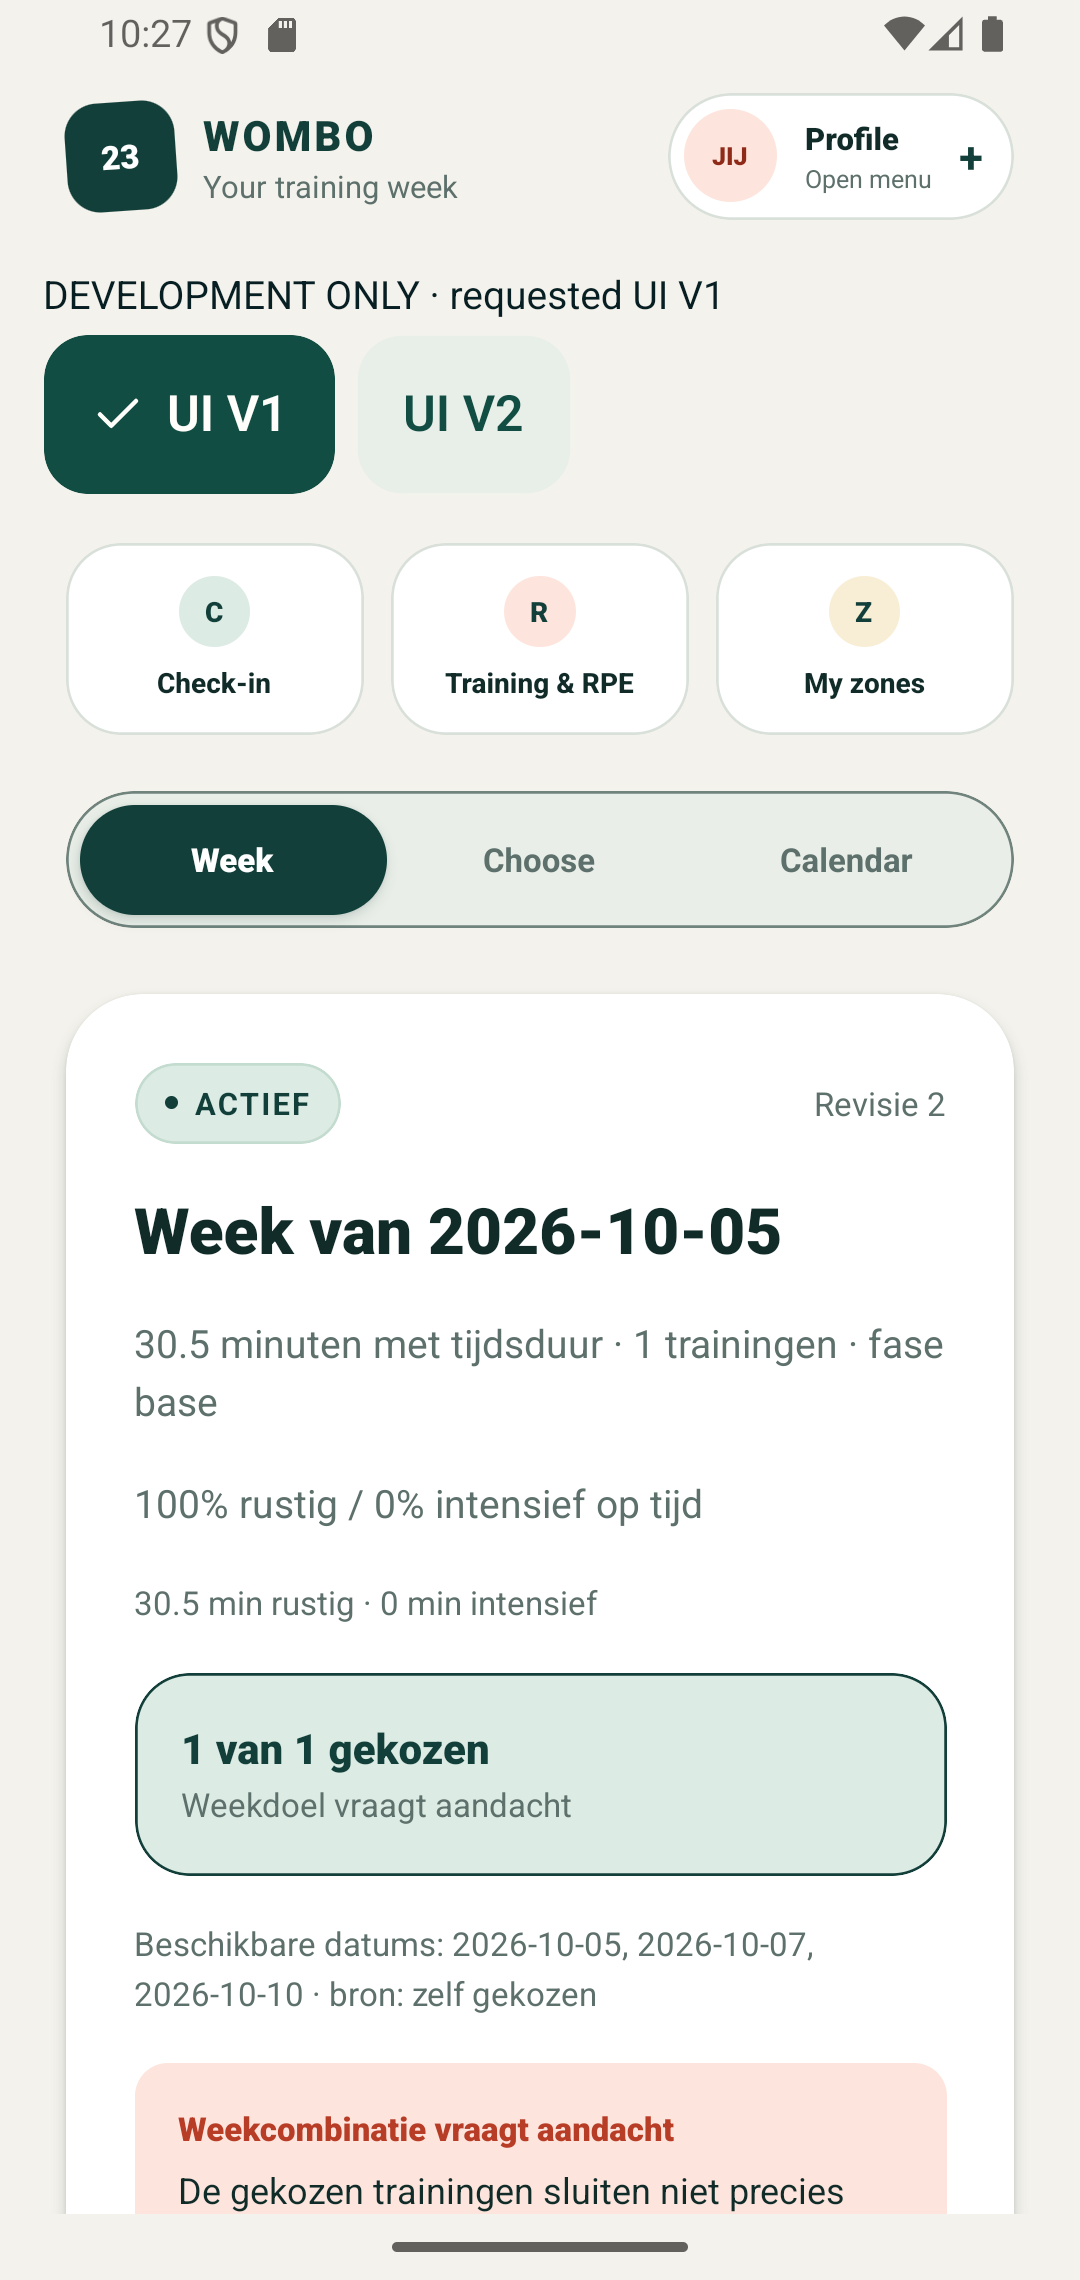 10:27
23
WOMBO
Your training week
JIJ
Profile
Open menu
+
DEVELOPMENT ONLY · requested UI V1
UI V1
UI V2
C
Check-in
R
Training & RPE
Z
My zones
Week
Choose
Calendar
• ACTIEF
Revisie 2
Week van 2026-10-05
30.5 minuten met tijdsduur · 1 trainingen · fase
base
100% rustig / 0% intensief op tijd
30.5 min rustig · 0 min intensief
1 van 1 gekozen
Weekdoel vraagt aandacht
Beschikbare datums: 2026-10-05, 2026-10-07,
2026-10-10 · bron: zelf gekozen
Weekcombinatie vraagt aandacht
De gekozen trainingen sluiten niet precies